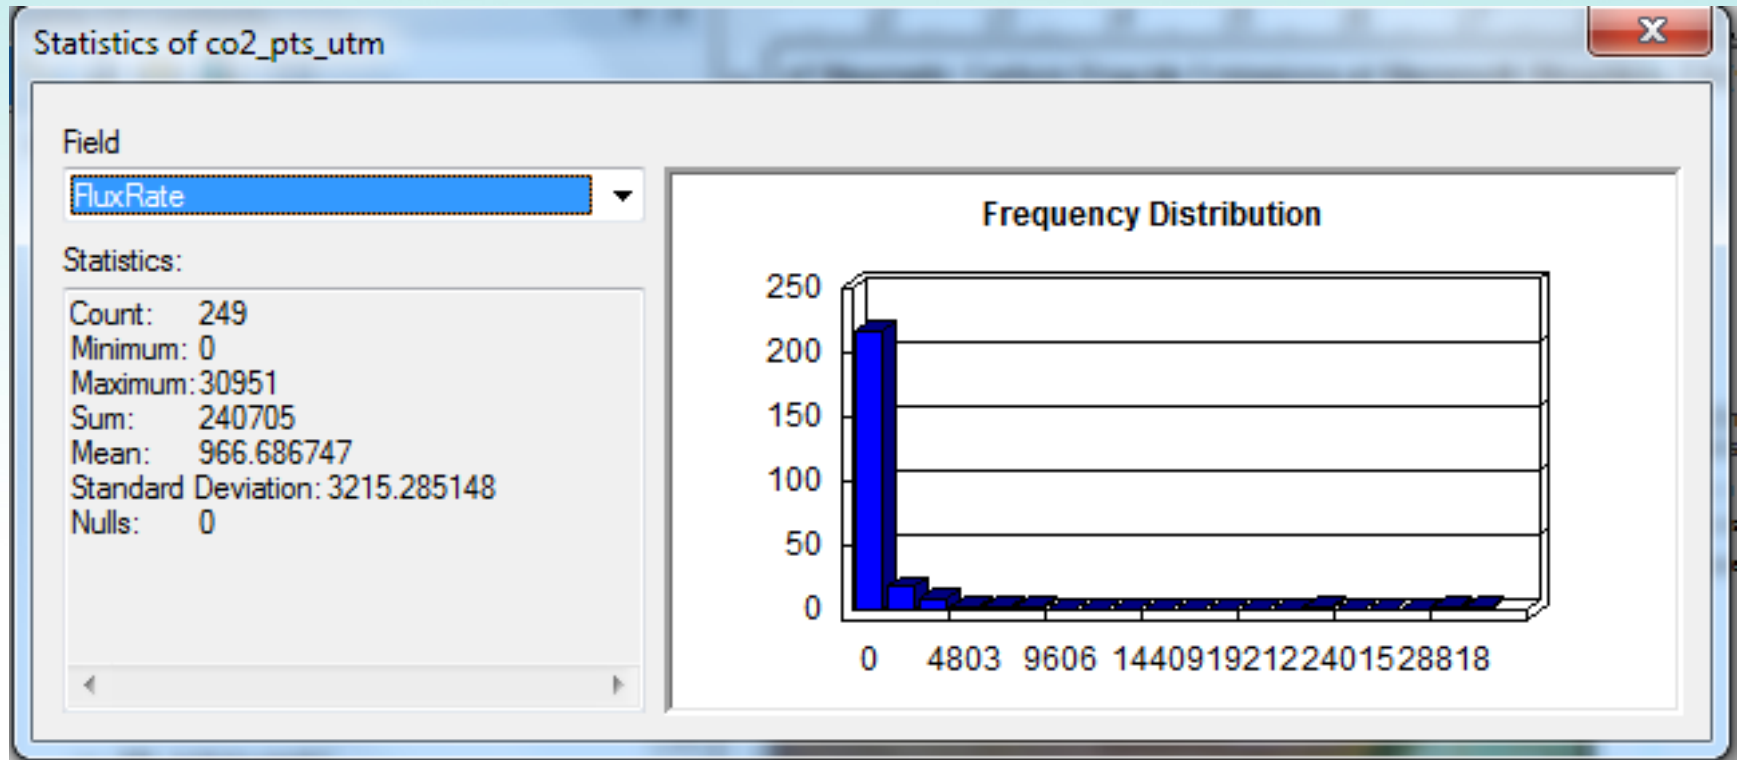 Statistics of co2_pts_utm
X
Field
FluxRate
Statistics:
Count: 249
Minimum: 0
Maximum: 30951
Sum: 240705
Mean: 966.686747
Standard Deviation: 3215.285148
Nulls: 0
Frequency Distribution
250
200
150
100
50
0
0 4803 9606 14409 19212 24015 28818